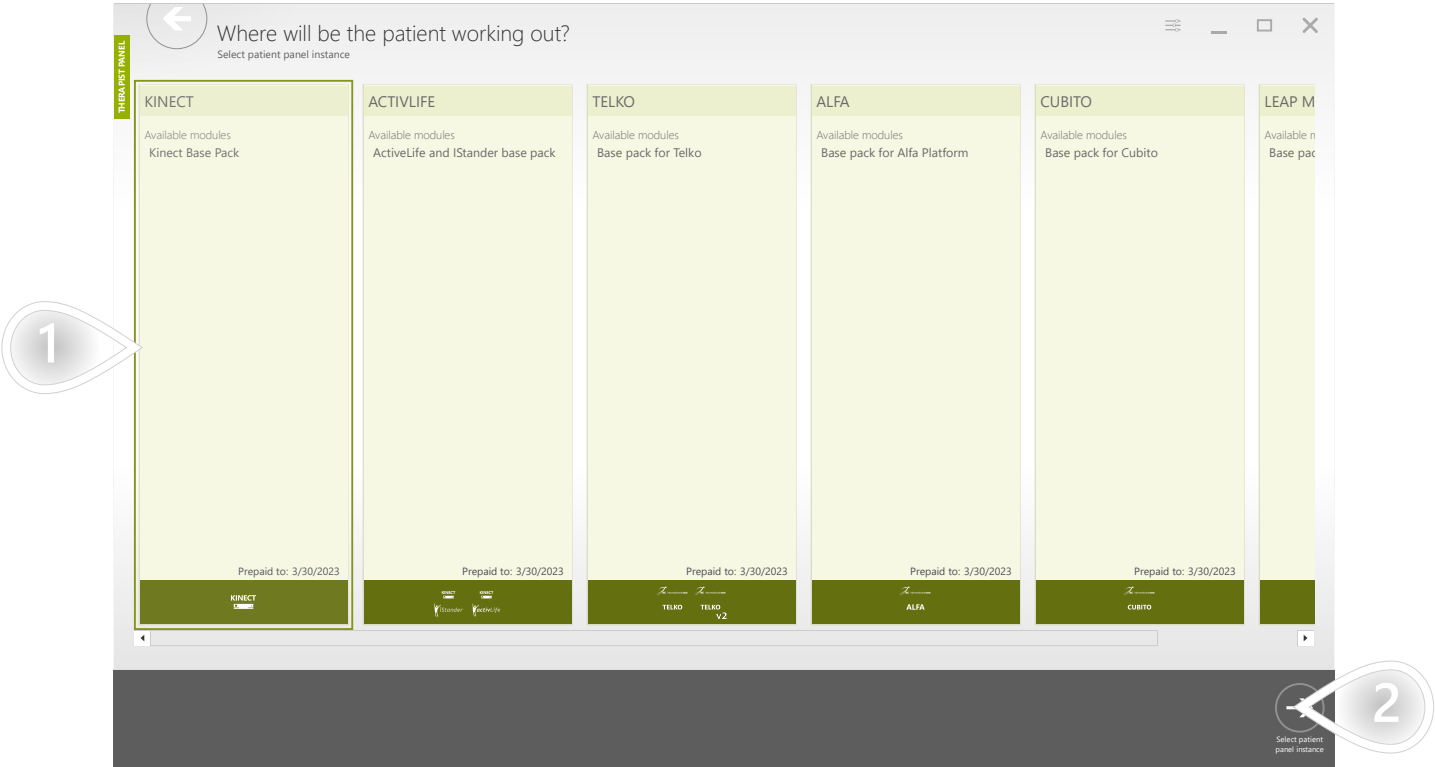 Where will be the patient working out?
Select patient panel instance
THERAPIST PANEL
KINECT
Available modules
Kinect Base Pack
Prepaid to: 3/30/2023
KINECT
ACTIVLIFE
Available modules
ActiveLife and IStander base pack
Prepaid to: 3/30/2023
KINECT KINECT
IStander activLife
TELKO
Available modules
Base pack for Telko
Prepaid to: 3/30/2023
TELKO TELKO
v2
ALFA
Available modules
Base pack for Alfa Platform
Prepaid to: 3/30/2023
ALFA
CUBITO
Available modules
Base pack for Cubito
Prepaid to: 3/30/2023
CUBITO
LEAP M
Available
Base pac
1
2
Select patient
panel instance